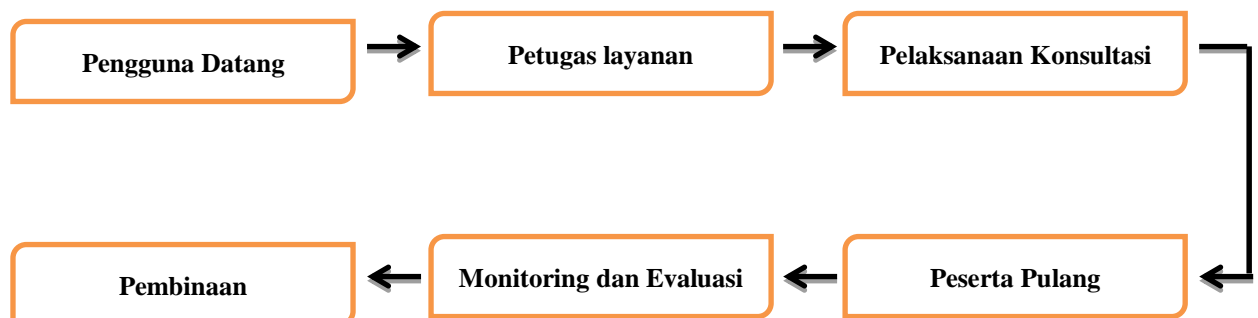 Pengguna Datang
Petugas layanan
Pelaksanaan Konsultasi
Peserta Pulang
Monitoring dan Evaluasi
Pembinaan